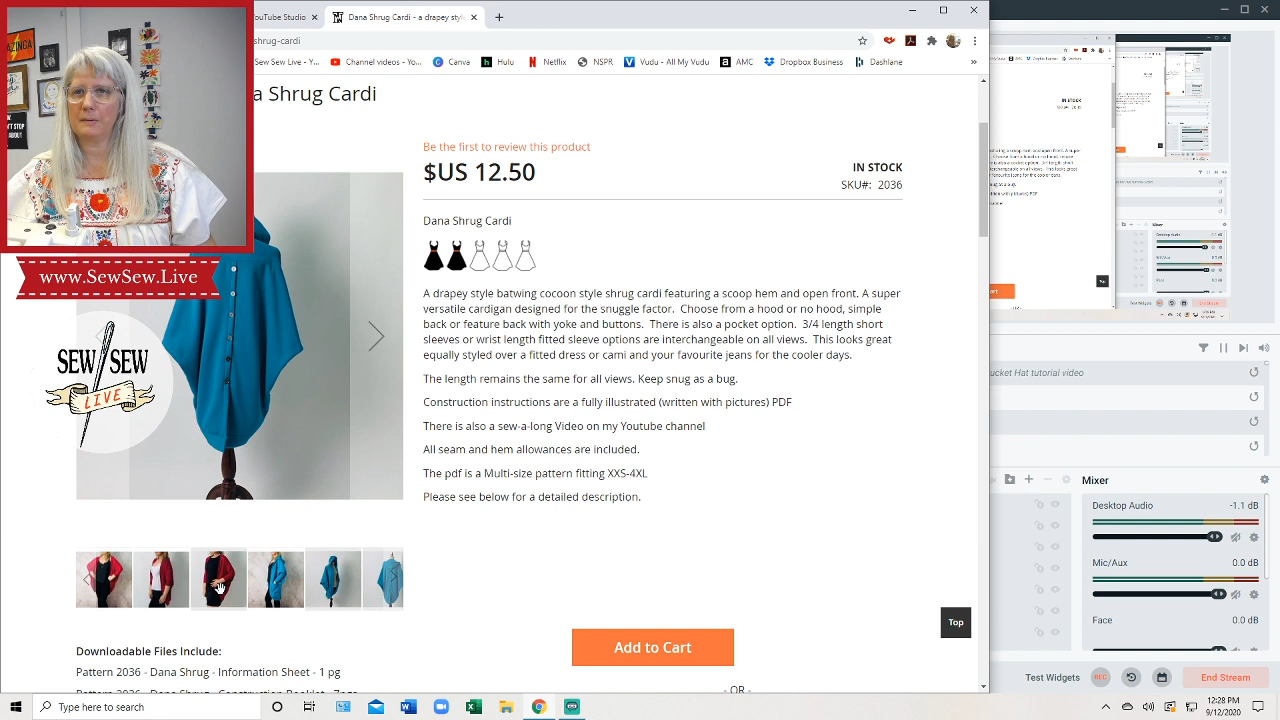 YouTube Studio
Dana Shrug Cardi - a drapey styl
shrug-cardi
Sew Sew Live Stre...
Channel videos - You...
NSPR
Vudu - All My Vudu
AMC
Dropbox Business
Dashlane
AZINGA
STOP
ABOUT
a Shrug Cardi
Be the first to review this product
$US 12.50
IN STOCK
SKU#: 2036
Dana Shrug Cardi
www.SewSew.Live
SEW SEW
LIVE
A drapey style batwing cocoon style shrug cardi featuring a scoop hem and open front. A super
versatile cardigan designed for the snuggle factor. Choose from a hood or no hood, simple
back or feature back with yoke and buttons. There is also a pocket option. 3/4 length short
sleeves or wrist length fitted sleeve options are interchangeable on all views. This looks great
equally styled over a fitted dress or cami and your favourite jeans for the cooler days.
The length remains the same for all views. Keep snug as a bug.
Construction instructions are a fully illustrated (written with pictures) PDF
There is also a sew-a-long Video on my Youtube channel
All seam and hem allowances are included.
The pdf is a Multi-size pattern fitting XXS-4XL
Please see below for a detailed description.
Top
Downloadable Files Include:
Add to Cart
Pattern 2036 - Dana Shrug - Information Sheet - 1 pg
- OR -
IN STOCK
ucket Hat tutorial video
Mixer
Desktop Audio
-1.1 dB
Mic/Aux
0.0 dB
Face
0.0 dB
Test Widgets
REC
End Stream
Type here to search
12:28 PM
9/12/2020